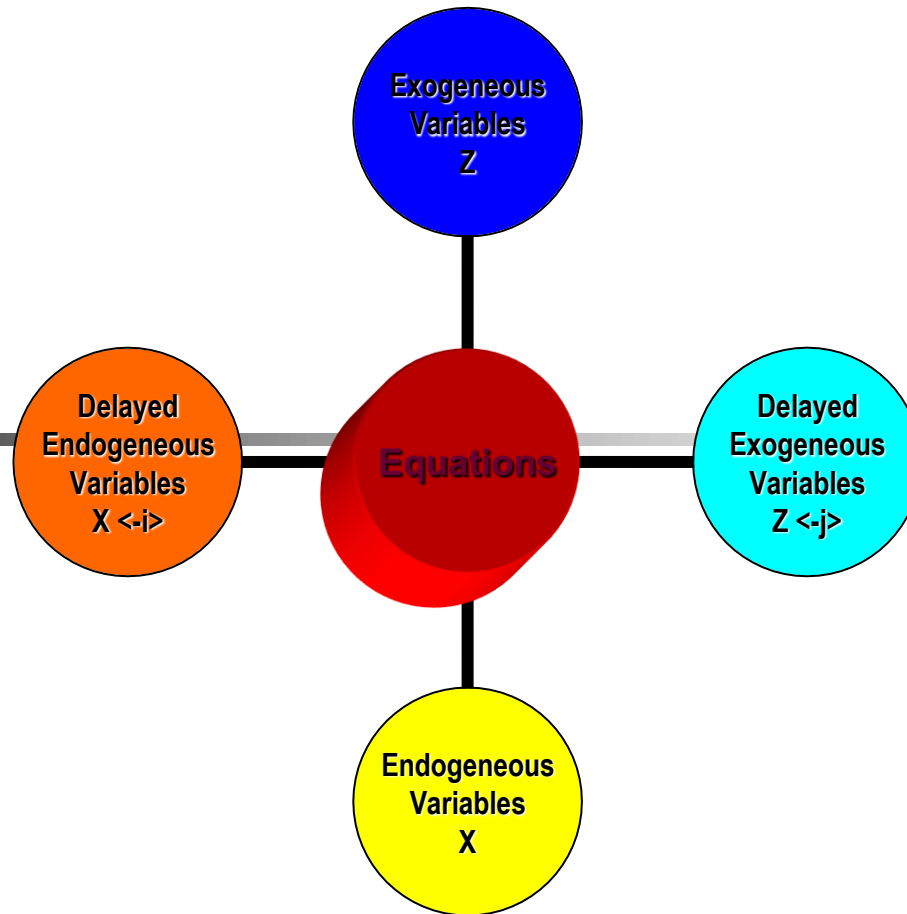 Exogeneous
Variables
Z
Delayed
Endogeneous
Variables
X <-i>
Equations
Delayed
Exogeneous
Variables
Z <-j>
Endogeneous
Variables
X